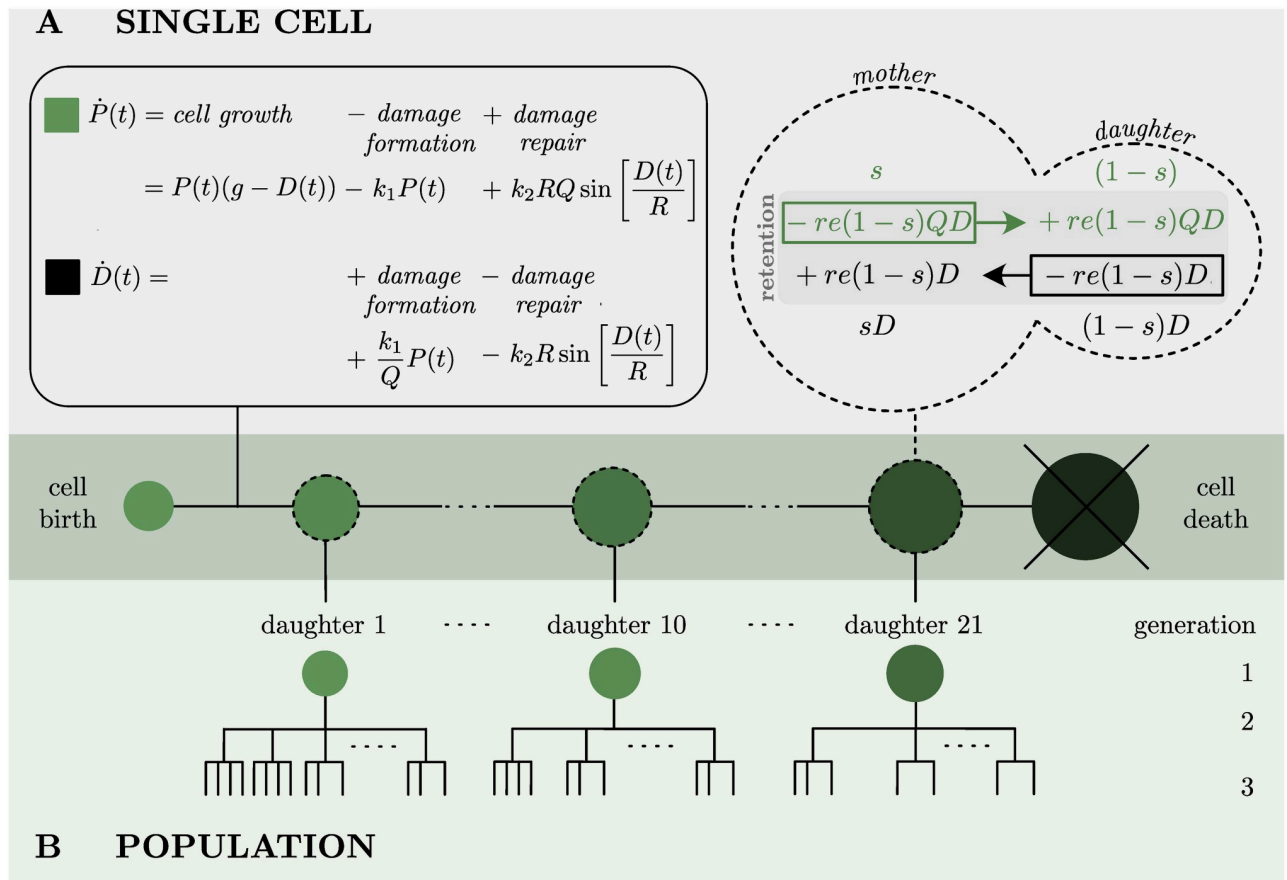 A SINGLE CELL
Ṗ(t) = cell growth − damage formation + damage repair
= P(t)(g − D(t)) − k₁P(t) + k₂RQ sin [D(t)/R]
Ḋ(t) = + damage formation − damage repair
+ k₁/Q P(t) − k₂R sin [D(t)/R]
mother
daughter
s (1 − s)
retention
− re(1 − s)QD + re(1 − s)QD
+ re(1 − s)D − re(1 − s)D
sD (1 − s)D
cell birth
cell death
daughter 1 .... daughter 10 .... daughter 21 generation
1
2
3
B POPULATION